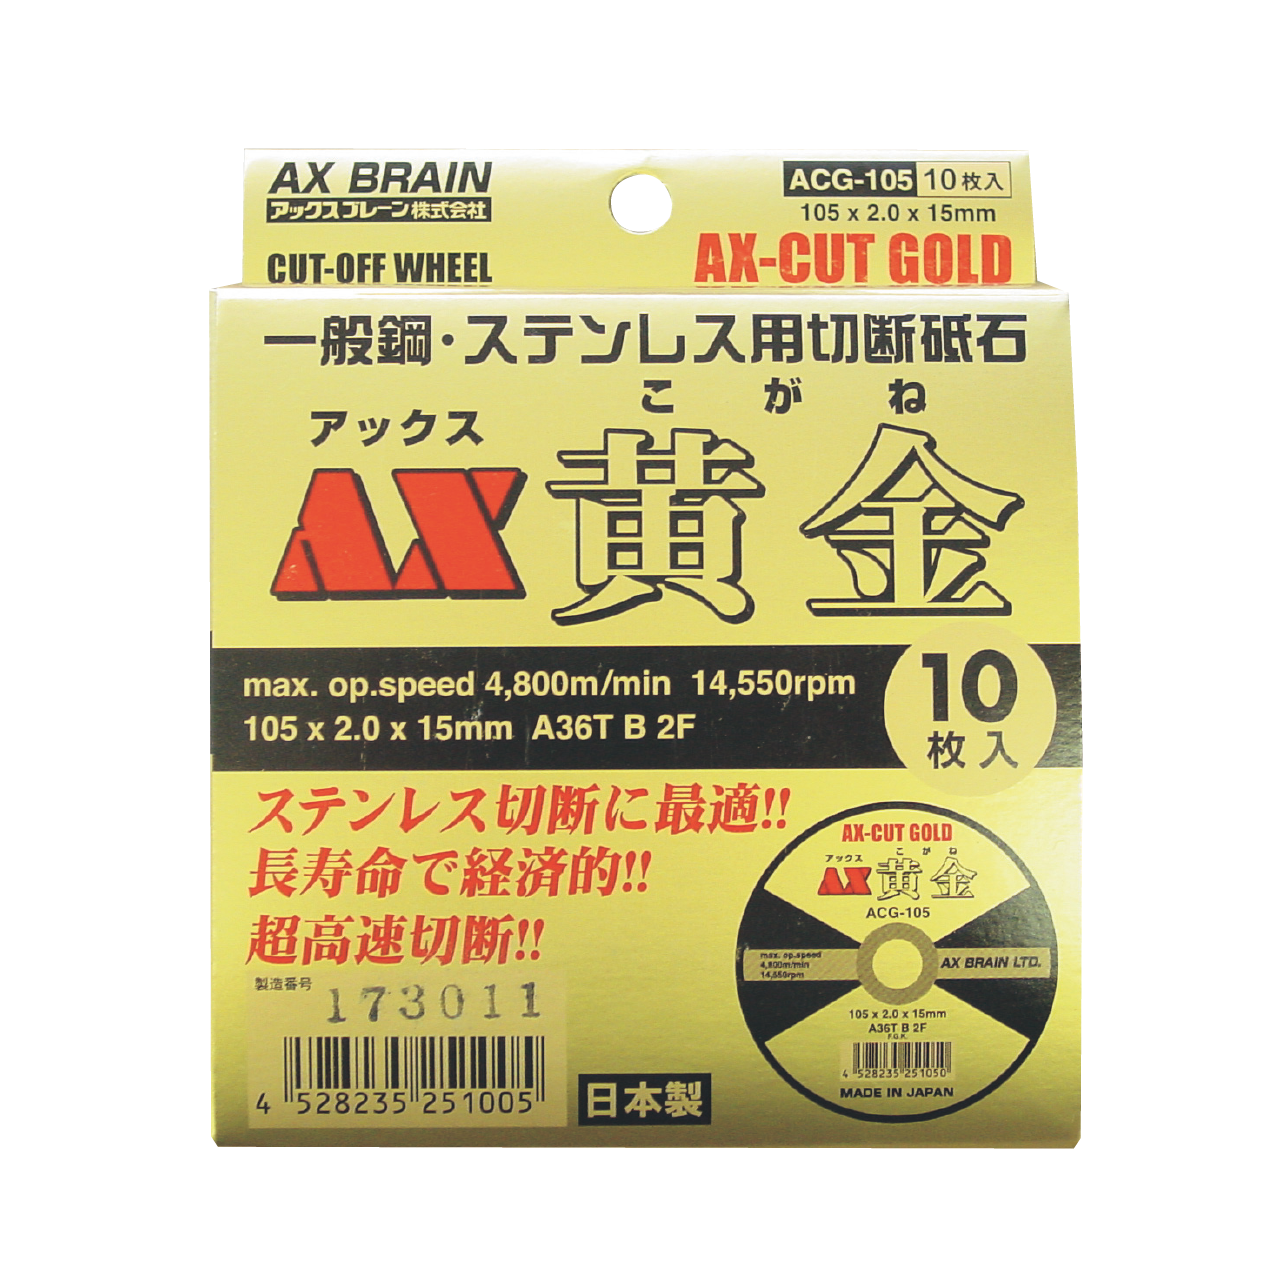 AX BRAIN
アックスブレーン株式会社
CUT-OFF WHEEL
ACG-105 10枚入
105 x 2.0 x 15mm
AX-CUT GOLD
一般鋼・ステンレス用切断砥石
こがね
アックス
AX黄金
max. op.speed 4,800m/min 14,550rpm
105 x 2.0 x 15mm A36T B 2F
10
枚入
ステンレス切断に最適!!
長寿命で経済的!!
超高速切断!!
製造番号
173011
4 528235 251005
日本製
AX-CUT GOLD
こがね
アックス
AX黄金
ACG-105
max. op.speed
4,800m/min
14,550rpm
AX BRAIN LTD.
105 x 2.0 x 15mm
A36T B 2F
F.G.K.
4 528235 251050
MADE IN JAPAN